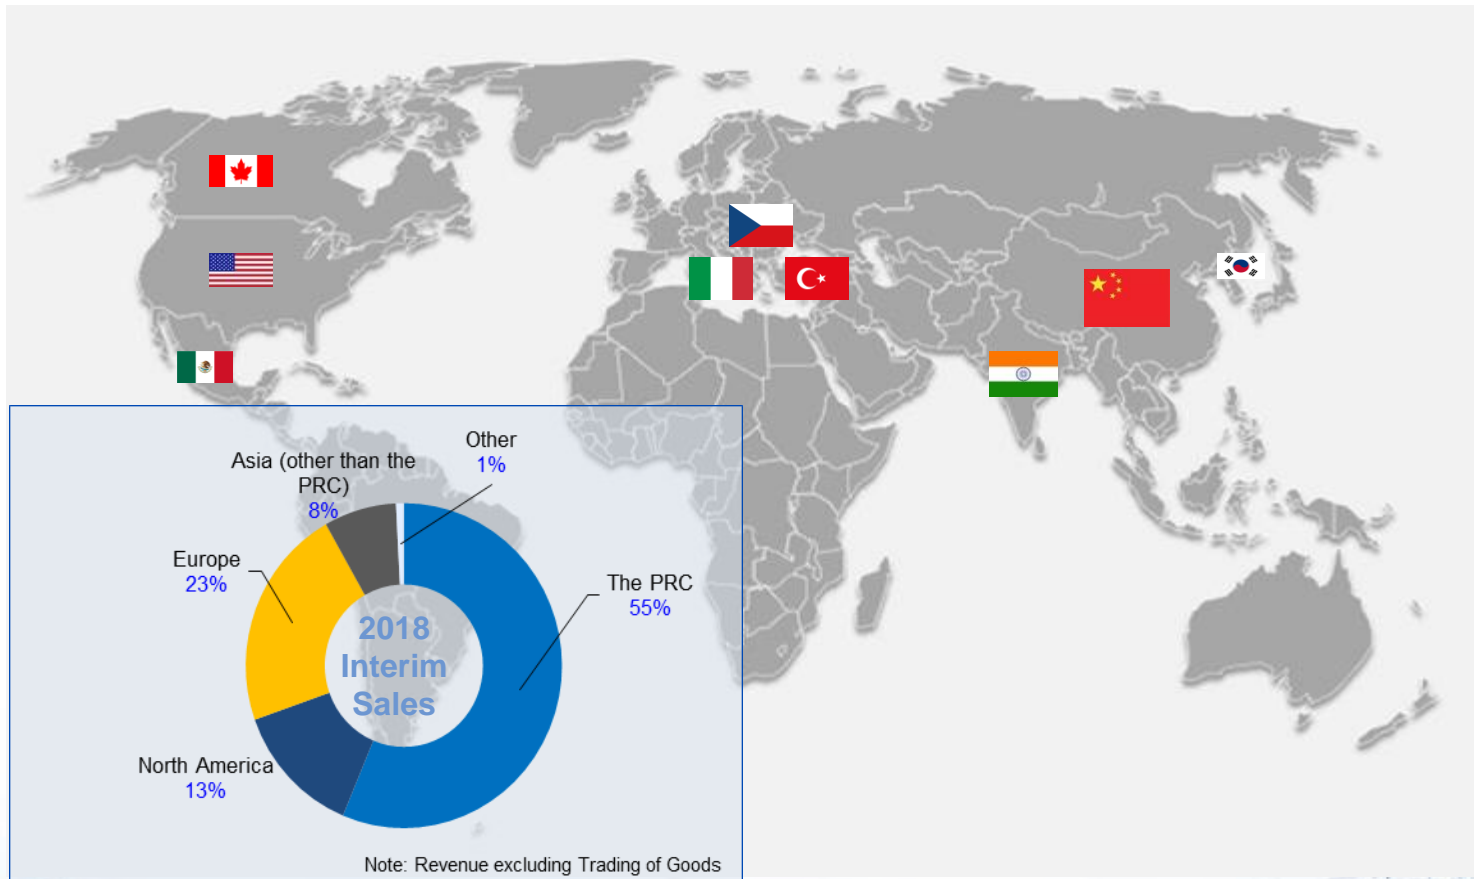 Other
1%
Asia (other than the
PRC)
8%
Europe
23%
The PRC
55%
2018
Interim
Sales
North America
13%
Note: Revenue excluding Trading of Goods